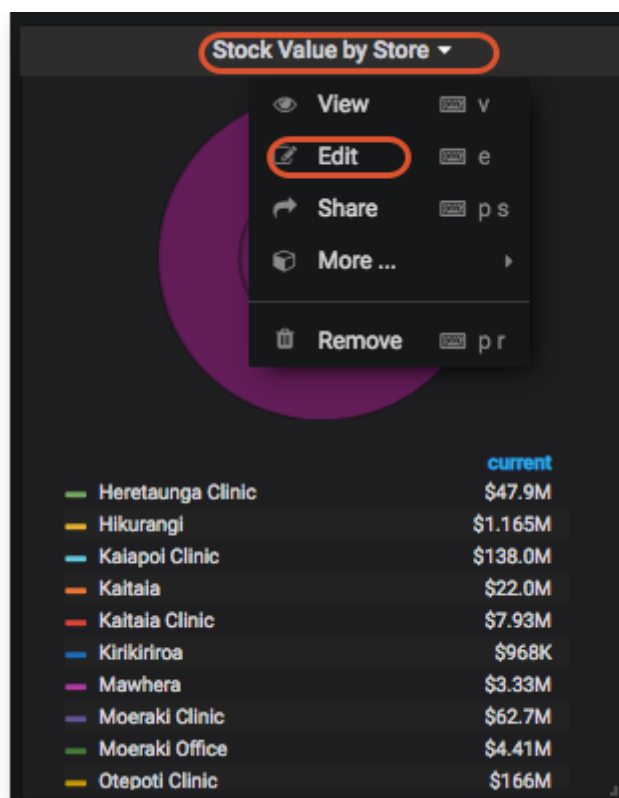 Stock Value by Store
View v
Edit e
Share p s
More ...
Remove p r
current
Heretaunga Clinic $47.9M
Hikurangi $1.165M
Kaiapoi Clinic $138.0M
Kaitaia $22.0M
Kaitaia Clinic $7.93M
Kirikiriroa $968K
Mawhera $3.33M
Moeraki Clinic $62.7M
Moeraki Office $4.41M
Otepoti Clinic $166M